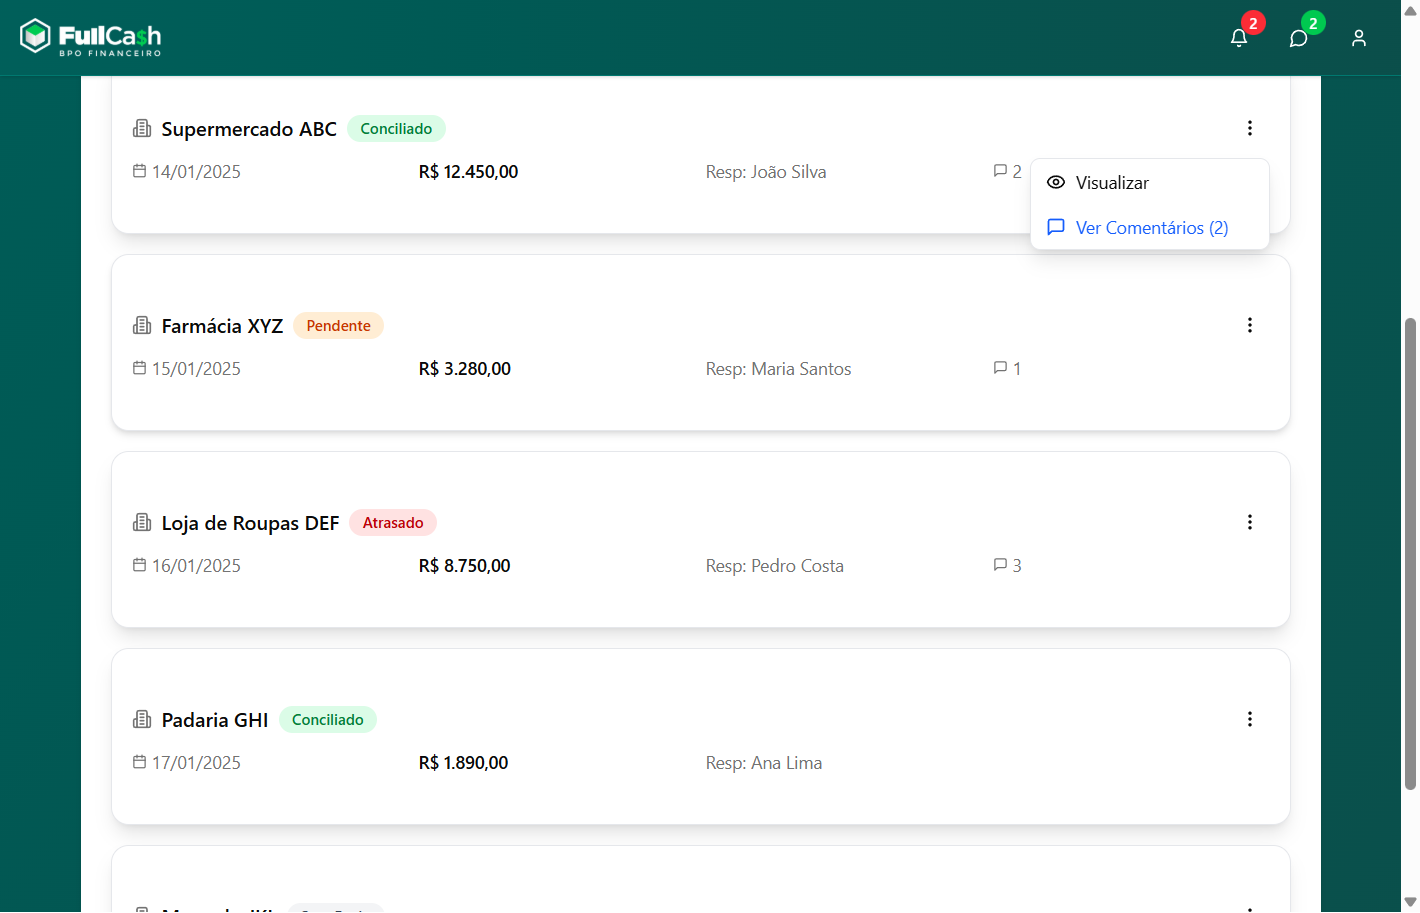 FullCa$h
BPO FINANCEIRO
2
2
Supermercado ABC
Conciliado
14/01/2025
R$ 12.450,00
Resp: João Silva
2
Visualizar
Ver Comentários (2)
Farmácia XYZ
Pendente
15/01/2025
R$ 3.280,00
Resp: Maria Santos
1
Loja de Roupas DEF
Atrasado
16/01/2025
R$ 8.750,00
Resp: Pedro Costa
3
Padaria GHI
Conciliado
17/01/2025
R$ 1.890,00
Resp: Ana Lima